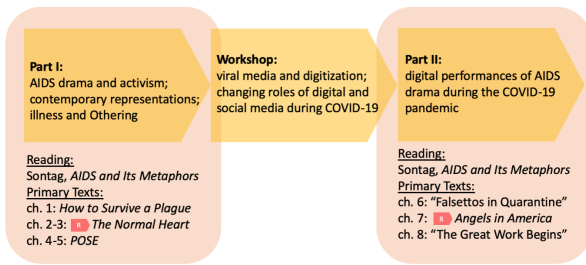 Part I:
AIDS drama and activism;
contemporary representations;
illness and Othering
Reading:
Sontag, AIDS and Its Metaphors
Primary Texts:
ch. 1: How to Survive a Plague
ch. 2-3: R The Normal Heart
ch. 4-5: POSE
Workshop:
viral media and digitization;
changing roles of digital and
social media during COVID-19
Part II:
digital performances of AIDS
drama during the COVID-19
pandemic
Reading:
Sontag, AIDS and Its Metaphors
Primary Texts:
ch. 6: “Falsettos in Quarantine”
ch. 7: R Angels in America
ch. 8: “The Great Work Begins”